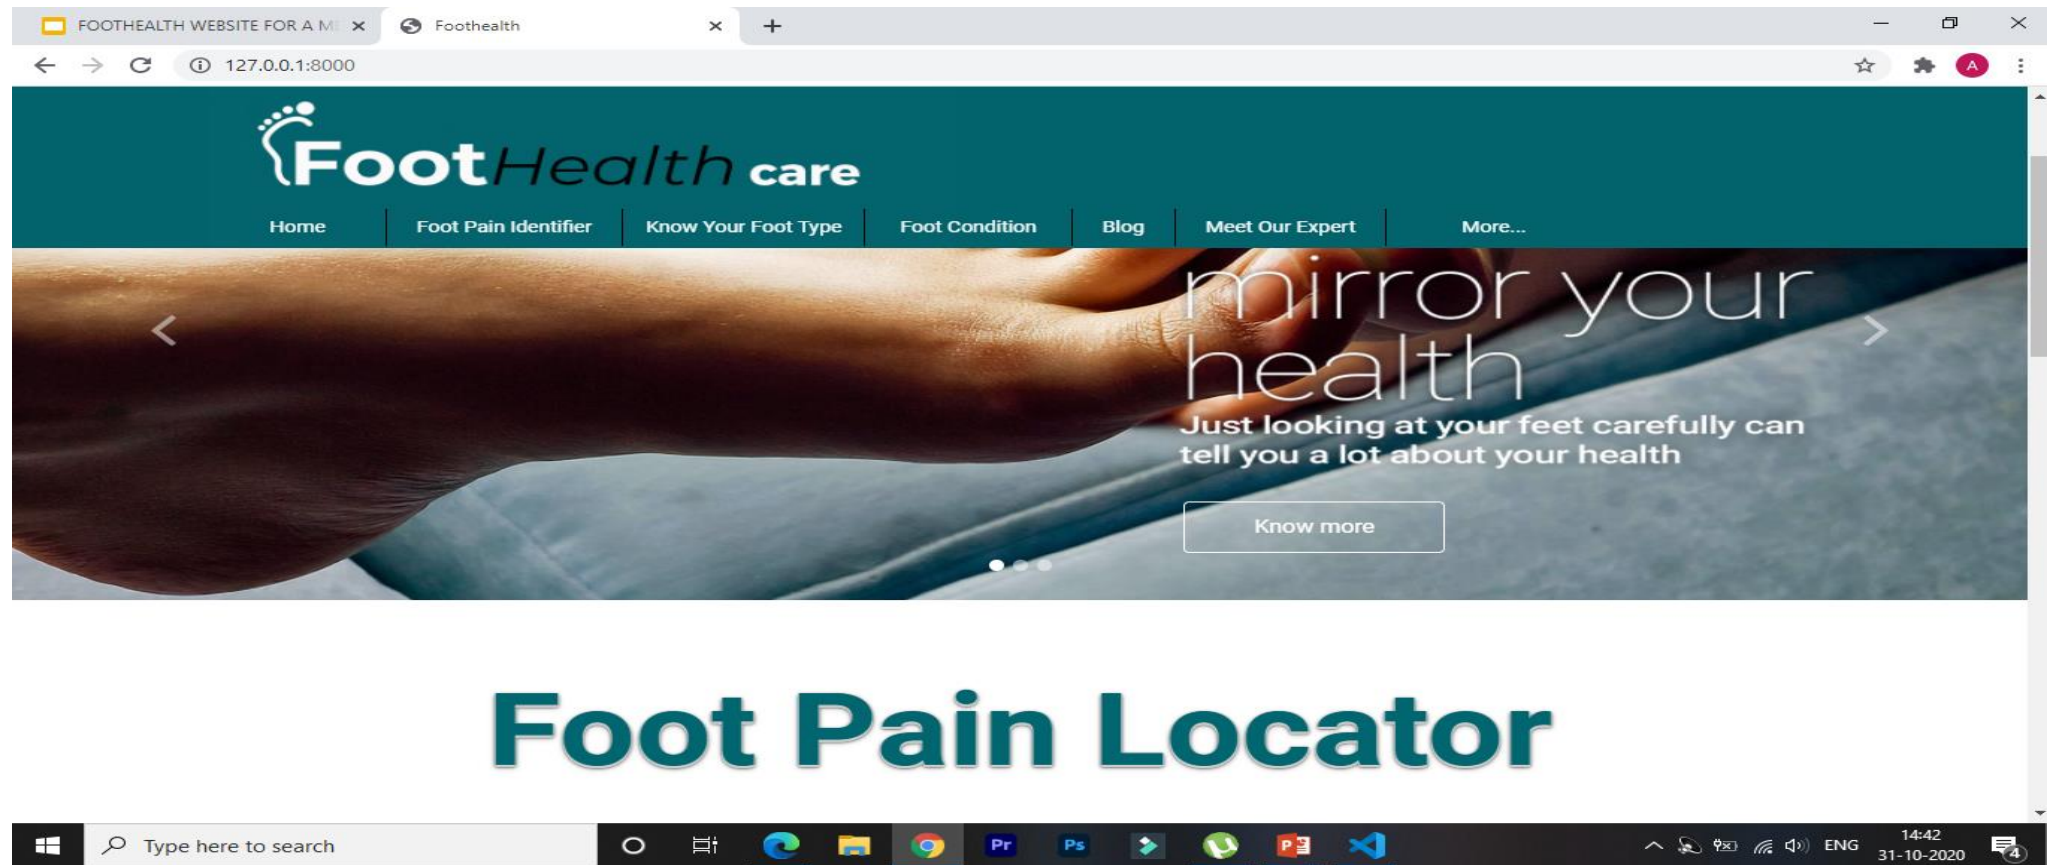 FOOTHEALTH WEBSITE FOR A M
Foothealth
127.0.0.1:8000
A
FootHealth care
Home
Foot Pain Identifier
Know Your Foot Type
Foot Condition
Blog
Meet Our Expert
More...
mirror your
health
Just looking at your feet carefully can
tell you a lot about your health
Know more
Foot Pain Locator
Type here to search
Pr
Ps
ENG
14:42
31-10-2020
4